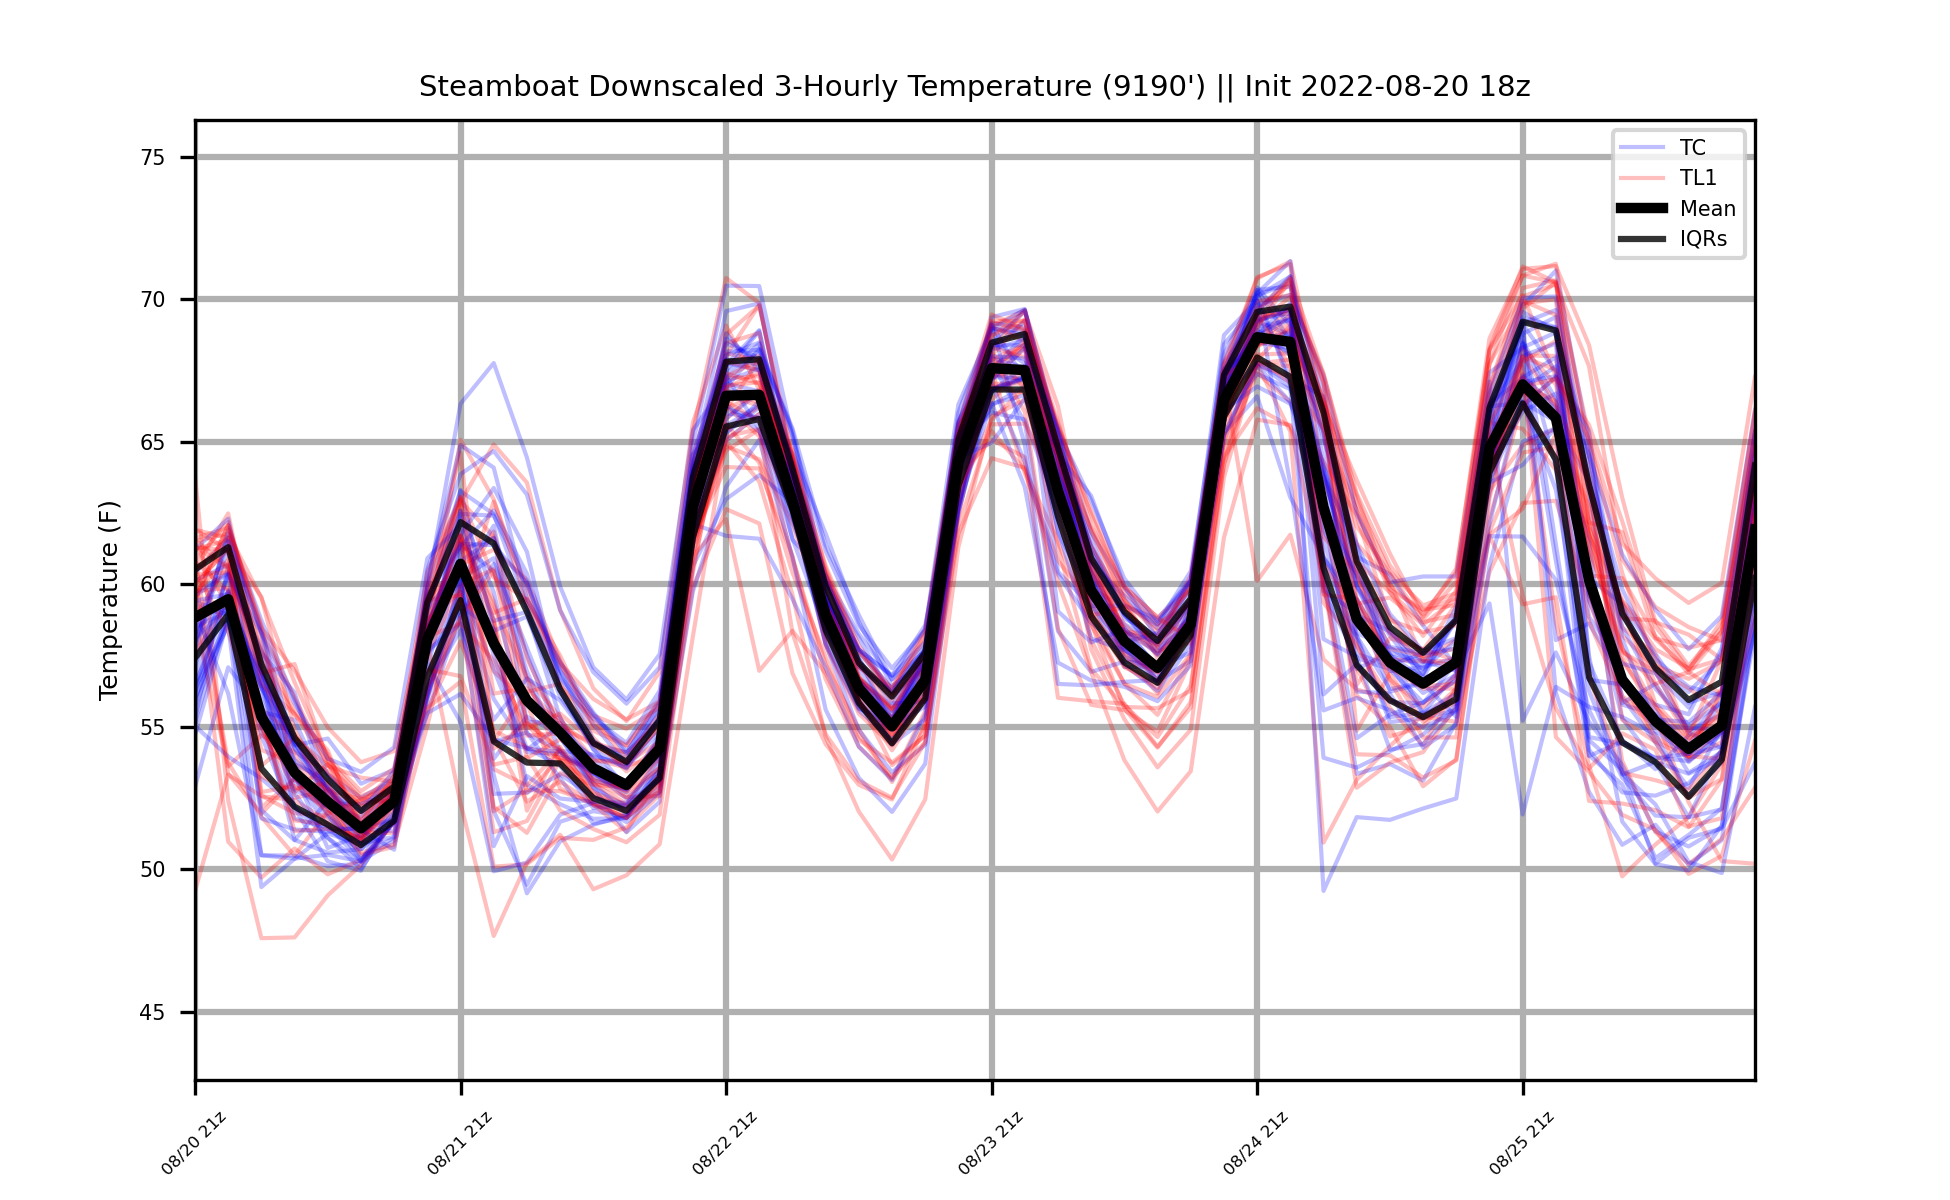 Steamboat Downscaled 3-Hourly Temperature (9190') || Init 2022-08-20 18z
TC
TL1
Mean
IQRs
Temperature (F)
75
70
65
60
55
50
45
08/20 21z
08/21 21z
08/22 21z
08/23 21z
08/24 21z
08/25 21z